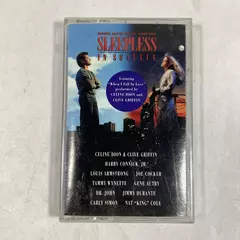 SLEEPLESS
IN SEATTLE
featuring
"When I Fall In Love"
performed by
CELINE DION and
CLIVE GRIFFIN
CELINE DION & CLIVE GRIFFIN
HARRY CONNICK, JR.
LOUIS ARMSTRONG JOE COCKER
TAMMY WYNETTE GENE AUTRY
DR. JOHN JIMMY DURANTE
CARLY SIMON NAT "KING" COLE